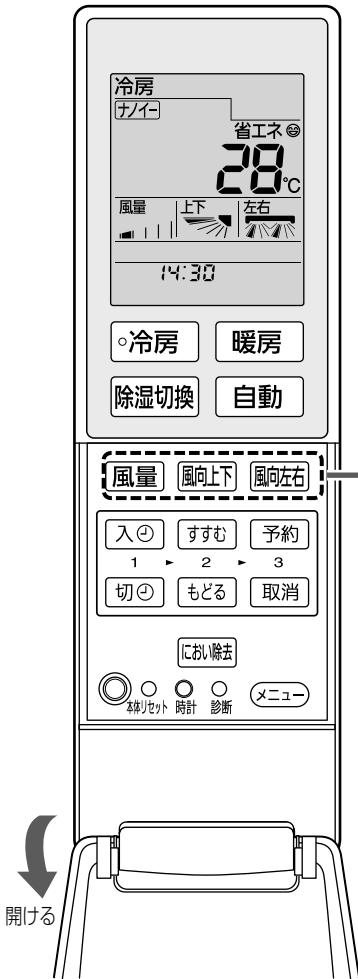 冷房
ナノイー
省エネ
28℃
風量 上下 左右
14:30
冷房 暖房
除湿切換 自動
風量 風向上下 風向左右
入 すすむ 予約
1 ► 2 ► 3
切 もどる 取消
におい除去
本体リセット 時計 診断 メニュー
開ける